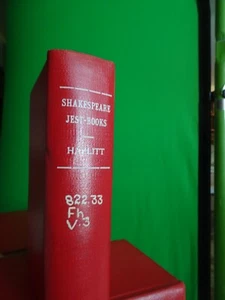 SHAKESPEARE
JEST-BOOKS
HAZLITT
822.33
Fh
V.3